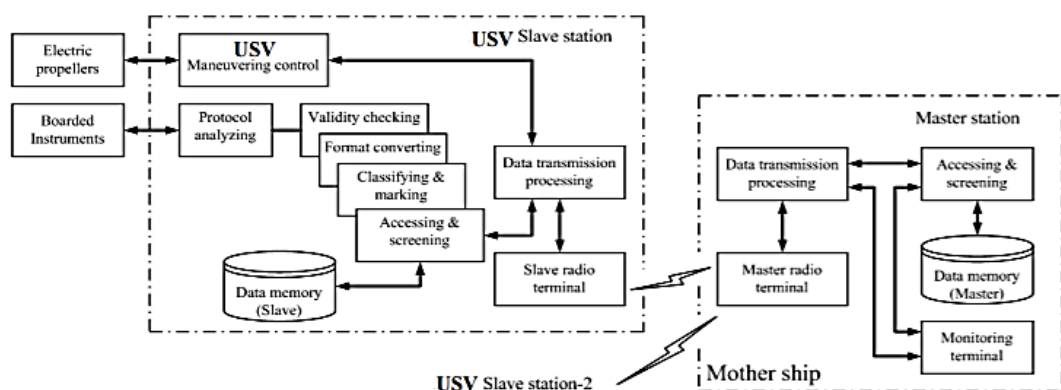 USV Slave station
Electric
propellers
USV
Maneuvering control
Boarded
Instruments
Protocol
analyzing
Validity checking
Format converting
Classifying &
marking
Accessing &
screening
Data transmission
processing
Data memory
(Slave)
Slave radio
terminal
USV Slave station-2
Master station
Data transmission
processing
Accessing &
screening
Master radio
terminal
Data memory
(Master)
Monitoring
terminal
Mother ship